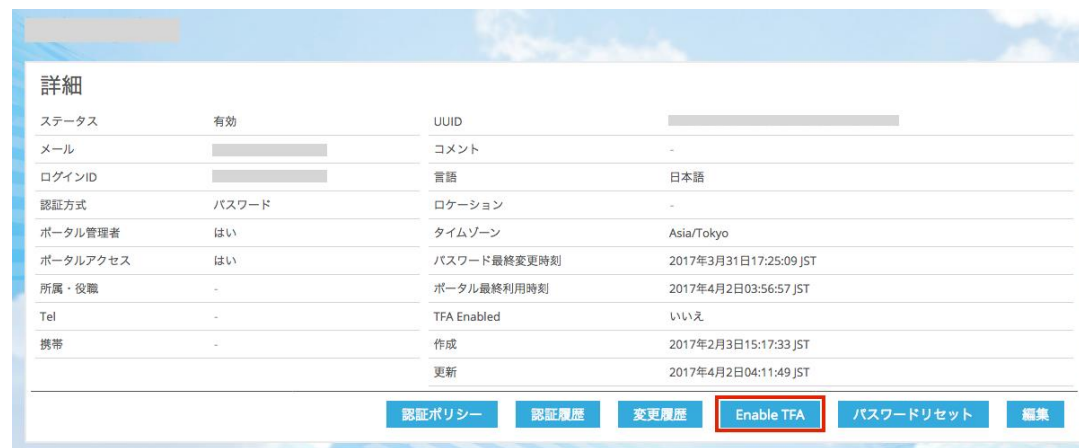 詳細
ステータス 有効 UUID
メール コメント -
ログインID 言語 日本語
認証方式 パスワード ロケーション -
ポータル管理者 はい タイムゾーン Asia/Tokyo
ポータルアクセス はい パスワード最終変更時刻 2017年3月31日17:25:09 JST
所属・役職 - ポータル最終利用時刻 2017年4月2日03:56:57 JST
Tel - TFA Enabled いいえ
携帯 - 作成 2017年2月3日15:17:33 JST
更新 2017年4月2日04:11:49 JST
認証ポリシー 認証履歴 変更履歴 Enable TFA パスワードリセット 編集